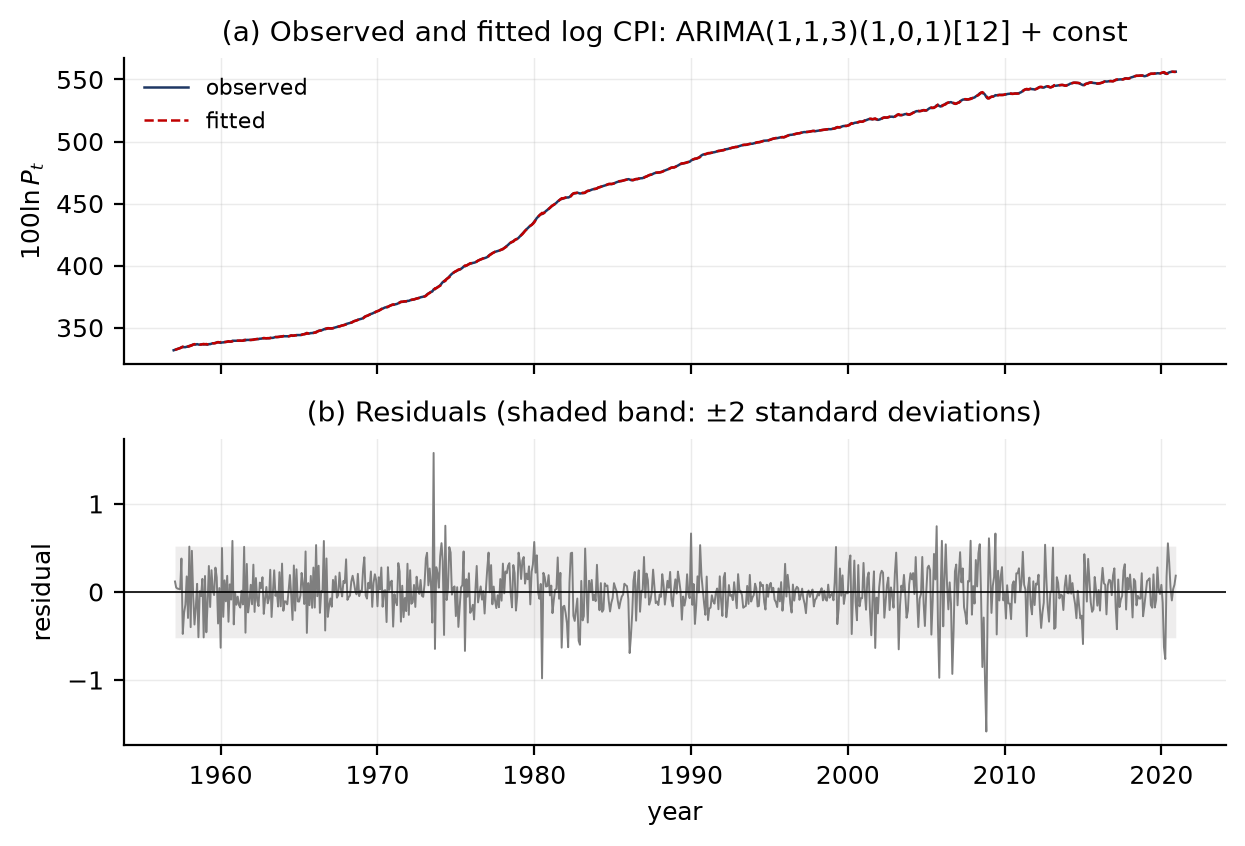 (a) Observed and fitted log CPI: ARIMA(1,1,3)(1,0,1)[12] + const
observed
fitted
100 ln P_t
550
500
450
400
350
(b) Residuals (shaded band: ±2 standard deviations)
residual
1
0
−1
1960 1970 1980 1990 2000 2010 2020
year